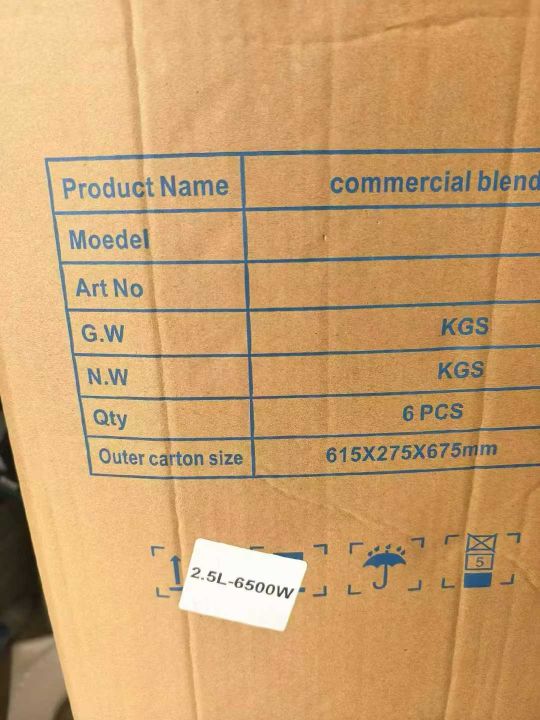 Product Name commercial blend
Moedel
Art No
G.W KGS
N.W KGS
Qty 6 PCS
Outer carton size 615X275X675mm
5
2.5L-6500W